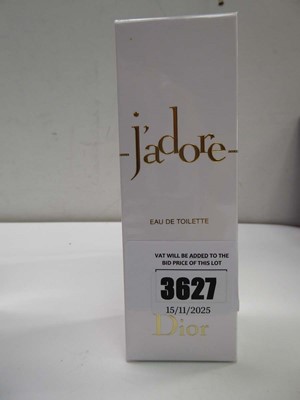 j'adore
EAU DE TOILETTE
VAT WILL BE ADDED TO THE
BID PRICE OF THIS LOT
3627
15/11/2025
Dior